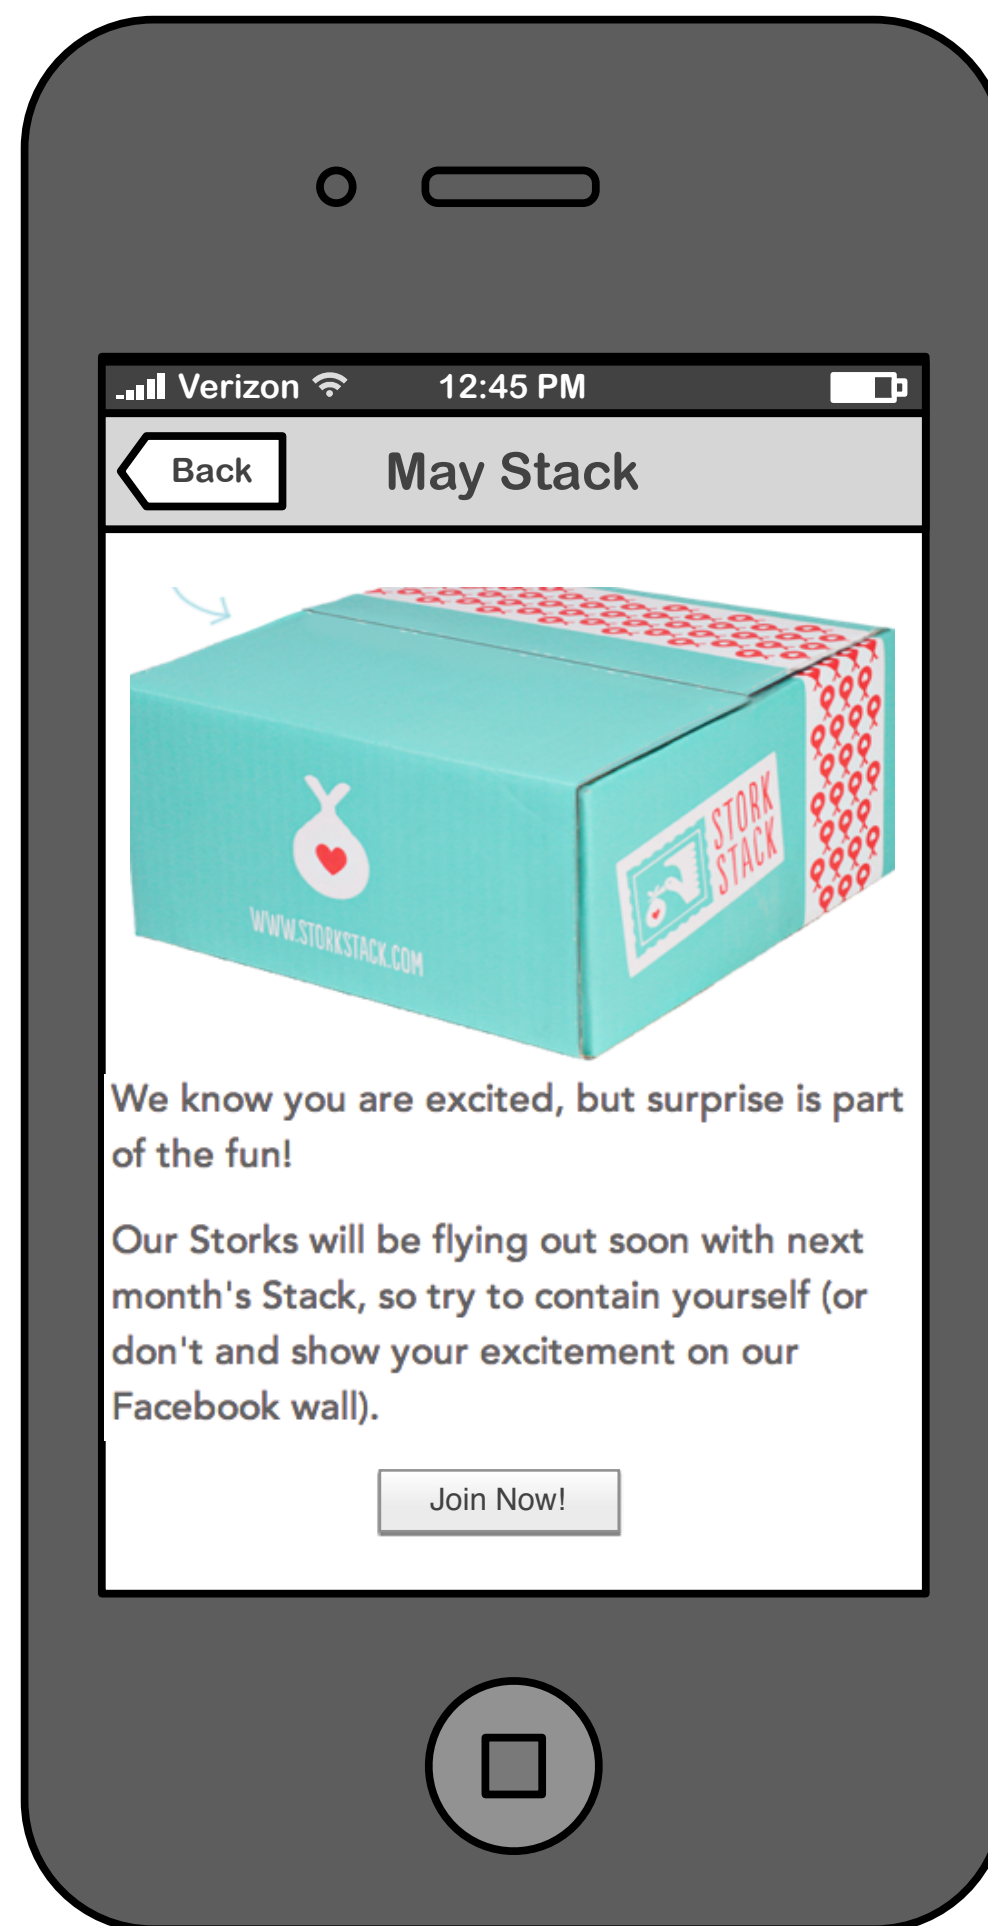 Verizon 12:45 PM
Back May Stack
STORK
STACK
WWW.STORKSTACK.COM
We know you are excited, but surprise is part
of the fun!
Our Storks will be flying out soon with next
month's Stack, so try to contain yourself (or
don't and show your excitement on our
Facebook wall).
Join Now!